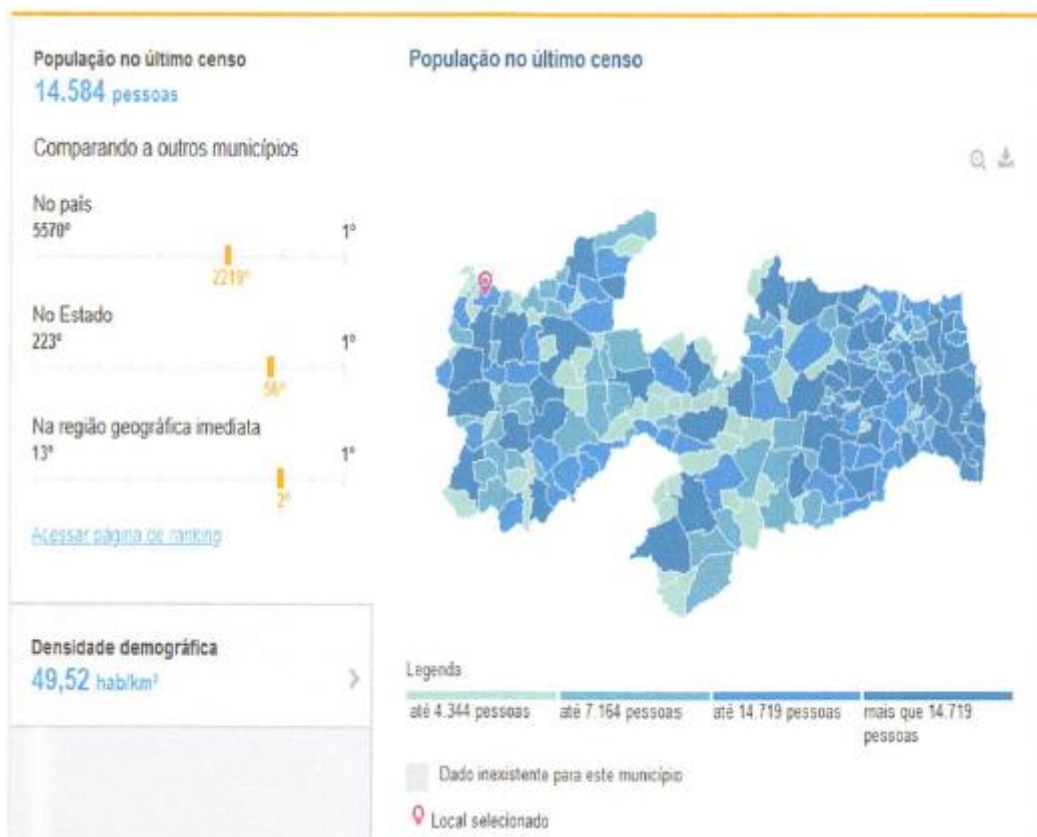 População no último censo
14.584 pessoas
Comparando a outros municípios
No país
5570º 1º
2219º
No Estado
223º 1º
56º
Na região geográfica imediata
13º 1º
2º
Acessar página de ranking
Densidade demográfica
49,52 hab/km²
População no último censo
Legenda
até 4.344 pessoas até 7.164 pessoas até 14.719 pessoas mais que 14.719
pessoas
Dado inexistente para este município
Local selecionado